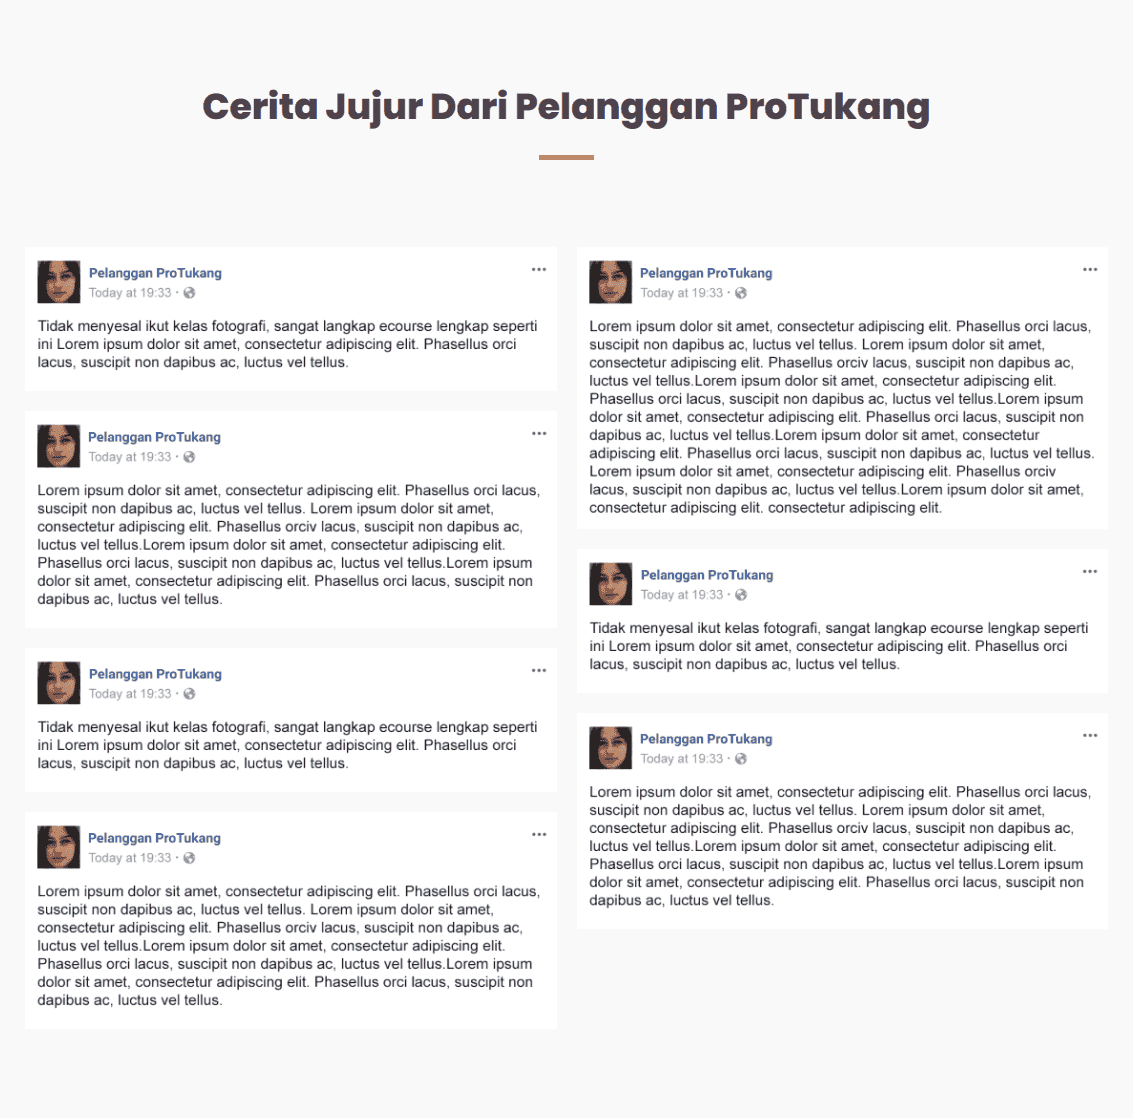 Cerita Jujur Dari Pelanggan ProTukang
Pelanggan ProTukang
Today at 19:33 ·
Tidak menyesal ikut kelas fotografi, sangat langkap ecourse lengkap seperti
ini Lorem ipsum dolor sit amet, consectetur adipiscing elit. Phasellus orci
lacus, suscipit non dapibus ac, luctus vel tellus.
Pelanggan ProTukang
Today at 19:33 ·
Lorem ipsum dolor sit amet, consectetur adipiscing elit. Phasellus orci lacus,
suscipit non dapibus ac, luctus vel tellus. Lorem ipsum dolor sit amet,
consectetur adipiscing elit. Phasellus orciv lacus, suscipit non dapibus ac,
luctus vel tellus.Lorem ipsum dolor sit amet, consectetur adipiscing elit.
Phasellus orci lacus, suscipit non dapibus ac, luctus vel tellus.Lorem ipsum
dolor sit amet, consectetur adipiscing elit. Phasellus orci lacus, suscipit non
dapibus ac, luctus vel tellus.
Pelanggan ProTukang
Today at 19:33 ·
Tidak menyesal ikut kelas fotografi, sangat langkap ecourse lengkap seperti
ini Lorem ipsum dolor sit amet, consectetur adipiscing elit. Phasellus orci
lacus, suscipit non dapibus ac, luctus vel tellus.
Pelanggan ProTukang
Today at 19:33 ·
Lorem ipsum dolor sit amet, consectetur adipiscing elit. Phasellus orci lacus,
suscipit non dapibus ac, luctus vel tellus. Lorem ipsum dolor sit amet,
consectetur adipiscing elit. Phasellus orciv lacus, suscipit non dapibus ac,
luctus vel tellus.Lorem ipsum dolor sit amet, consectetur adipiscing elit.
Phasellus orci lacus, suscipit non dapibus ac, luctus vel tellus.Lorem ipsum
dolor sit amet, consectetur adipiscing elit. Phasellus orci lacus, suscipit non
dapibus ac, luctus vel tellus.
Pelanggan ProTukang
Today at 19:33 ·
Lorem ipsum dolor sit amet, consectetur adipiscing elit. Phasellus orci lacus,
suscipit non dapibus ac, luctus vel tellus. Lorem ipsum dolor sit amet,
consectetur adipiscing elit. Phasellus orciv lacus, suscipit non dapibus ac,
luctus vel tellus.Lorem ipsum dolor sit amet, consectetur adipiscing elit.
Phasellus orci lacus, suscipit non dapibus ac, luctus vel tellus.Lorem ipsum
dolor sit amet, consectetur adipiscing elit. Phasellus orci lacus, suscipit non
dapibus ac, luctus vel tellus.Lorem ipsum dolor sit amet, consectetur
adipiscing elit. Phasellus orci lacus, suscipit non dapibus ac, luctus vel tellus.
Lorem ipsum dolor sit amet, consectetur adipiscing elit. Phasellus orciv
lacus, suscipit non dapibus ac, luctus vel tellus.Lorem ipsum dolor sit amet,
consectetur adipiscing elit. consectetur adipiscing elit.
Pelanggan ProTukang
Today at 19:33 ·
Tidak menyesal ikut kelas fotografi, sangat langkap ecourse lengkap seperti
ini Lorem ipsum dolor sit amet, consectetur adipiscing elit. Phasellus orci
lacus, suscipit non dapibus ac, luctus vel tellus.
Pelanggan ProTukang
Today at 19:33 ·
Lorem ipsum dolor sit amet, consectetur adipiscing elit. Phasellus orci lacus,
suscipit non dapibus ac, luctus vel tellus. Lorem ipsum dolor sit amet,
consectetur adipiscing elit. Phasellus orciv lacus, suscipit non dapibus ac,
luctus vel tellus.Lorem ipsum dolor sit amet, consectetur adipiscing elit.
Phasellus orci lacus, suscipit non dapibus ac, luctus vel tellus.Lorem ipsum
dolor sit amet, consectetur adipiscing elit. Phasellus orci lacus, suscipit non
dapibus ac, luctus vel tellus.